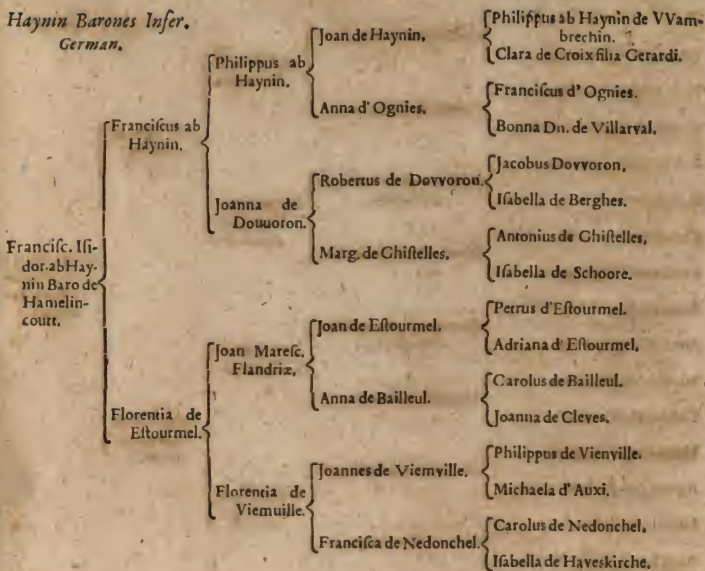 Haynin Barones Infer.
German.
Francisc. Isi-
dor. ab Hay-
nin Baro de
Hamelin-
court.
Franciscus ab
Haynin.
Florentia de
Estourmel.
Philippus ab
Haynin.
Joanna de
Douuoron.
Joan Maresc.
Flandriæ.
Florentia de
Viemuille.
Joan de Haynin.
Anna d'Ognies.
Robertus de Dovvoron.
Marg. de Ghistelles.
Joan de Estourmel.
Anna de Bailleul.
Joannes de Viemville.
Francisca de Nedonchel.
Philippus ab Haynin de VVam-
brechin.
Clara de Croix filia Gerardi.
Franciscus d'Ognies.
Bonna Dn. de Villarval.
Jacobus Dovvoron.
Isabella de Berghes.
Antonius de Ghistelles.
Isabella de Schoore.
Petrus d'Estourmel.
Adriana d'Estourmel.
Carolus de Bailleul.
Joanna de Cleves.
Philippus de Vienville.
Michaela d'Auxi.
Carolus de Nedonchel.
Isabella de Haveskirche.